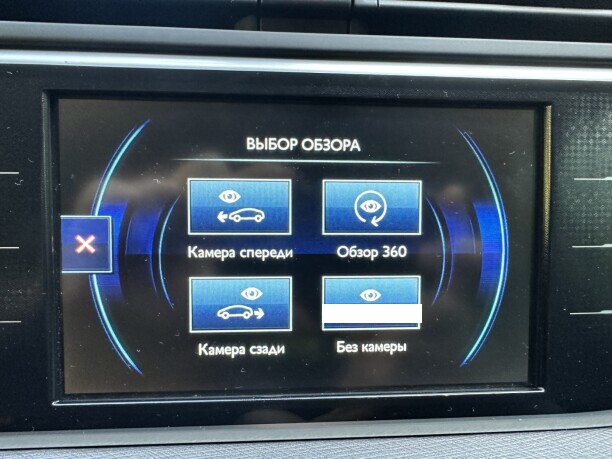 ВЫБОР ОБЗОРА
Камера спереди
Обзор 360
Камера сзади
Без камеры